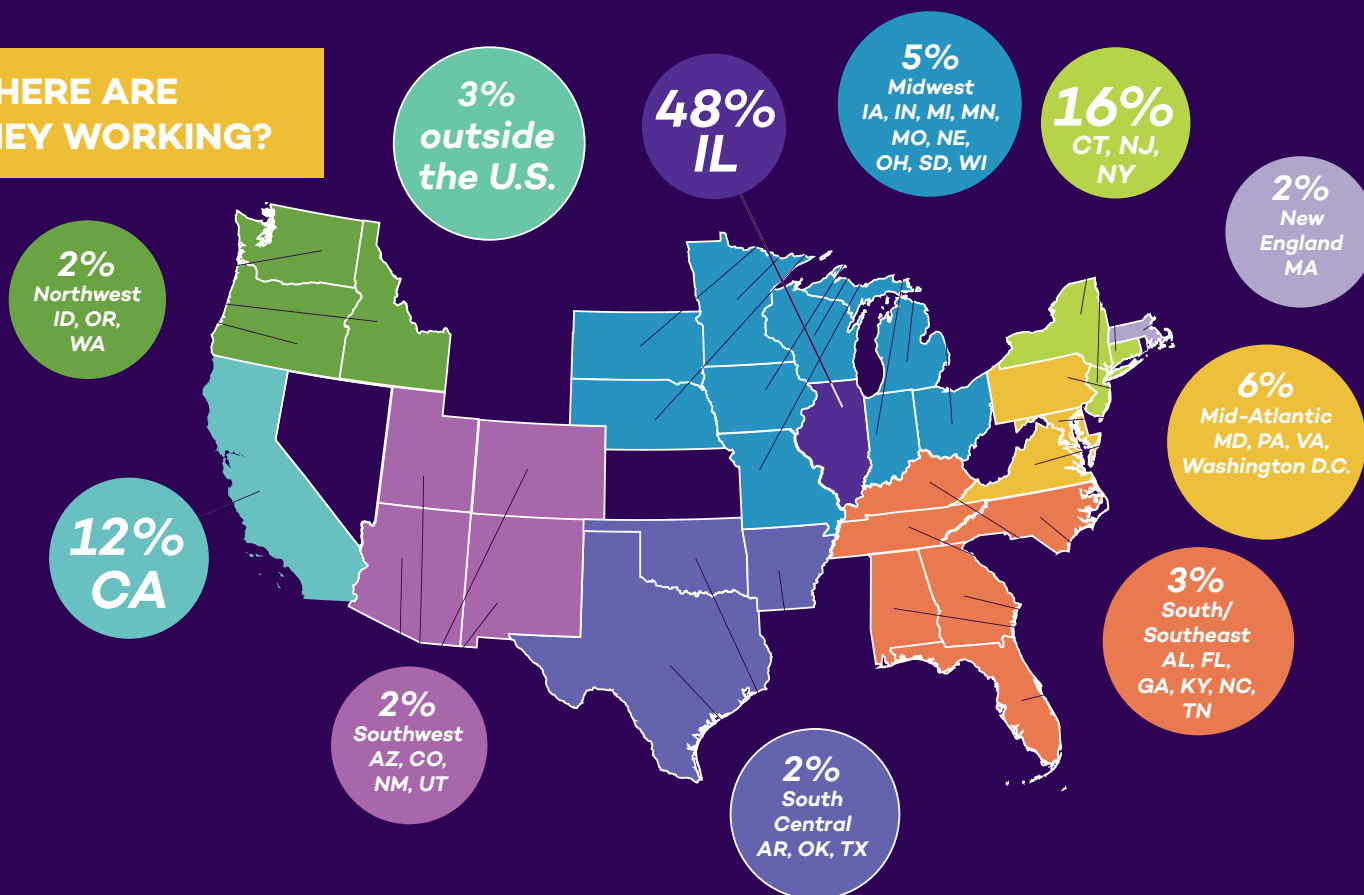 HERE ARE
HEY WORKING?
3%
outside
the U.S.
48%
IL
5%
Midwest
IA, IN, MI, MN,
MO, NE,
OH, SD, WI
16%
CT, NJ,
NY
2%
New
England
MA
2%
Northwest
ID, OR,
WA
6%
Mid-Atlantic
MD, PA, VA,
Washington D.C.
12%
CA
3%
South/
Southeast
AL, FL,
GA, KY, NC,
TN
2%
Southwest
AZ, CO,
NM, UT
2%
South
Central
AR, OK, TX